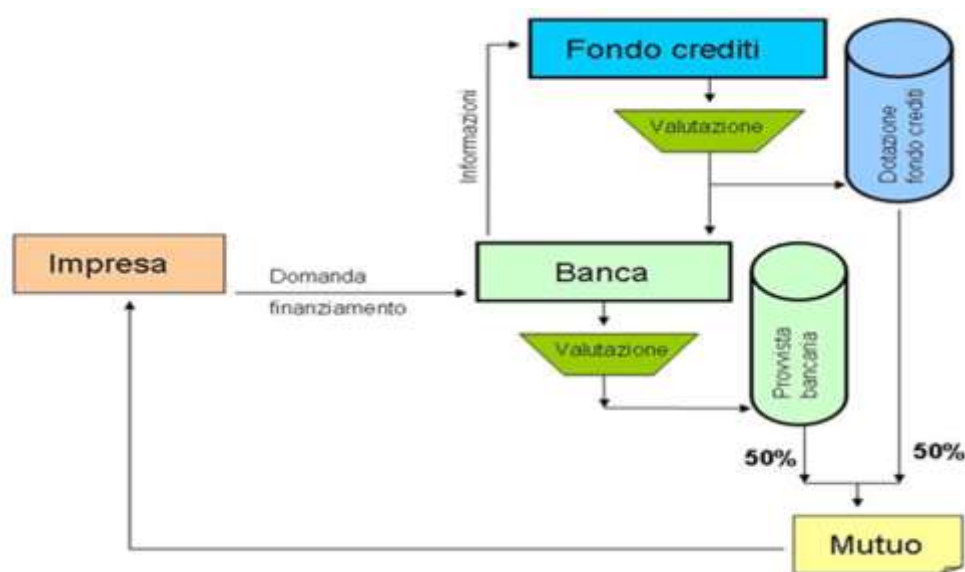 Fondo crediti
Informazioni
Valutazione
Dotazione
fondo crediti
Impresa
Domanda
finanziamento
Banca
Valutazione
Provvista
bancaria
50%
50%
Mutuo